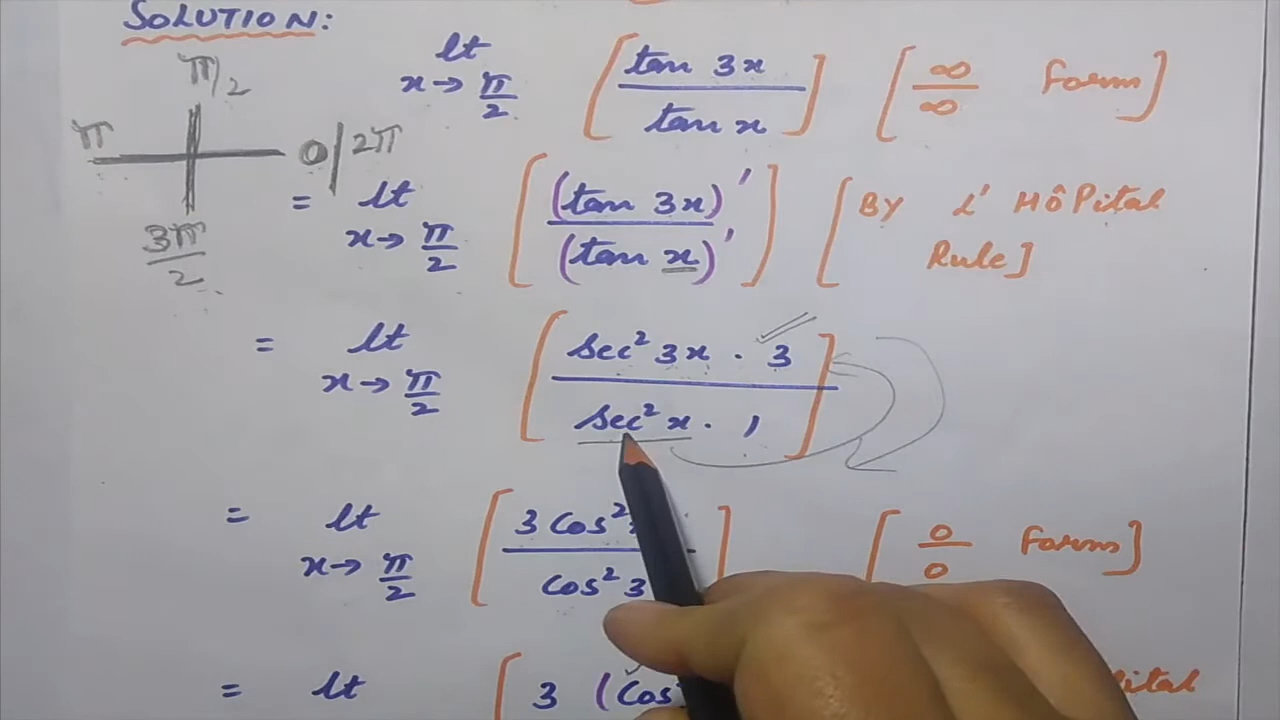 SOLUTION:
π/2
π 0/2π
3π/2
lt x→π/2 [tan 3x / tan x] [∞/∞ Form]
= lt x→π/2 [(tan 3x)' / (tan x)'] [By L' Hôpital Rule]
= lt x→π/2 [sec² 3x · 3 / sec² x · 1]
= lt x→π/2 [3 Cos² / Cos² 3] [0/0 Form]
= lt [3 (Cos